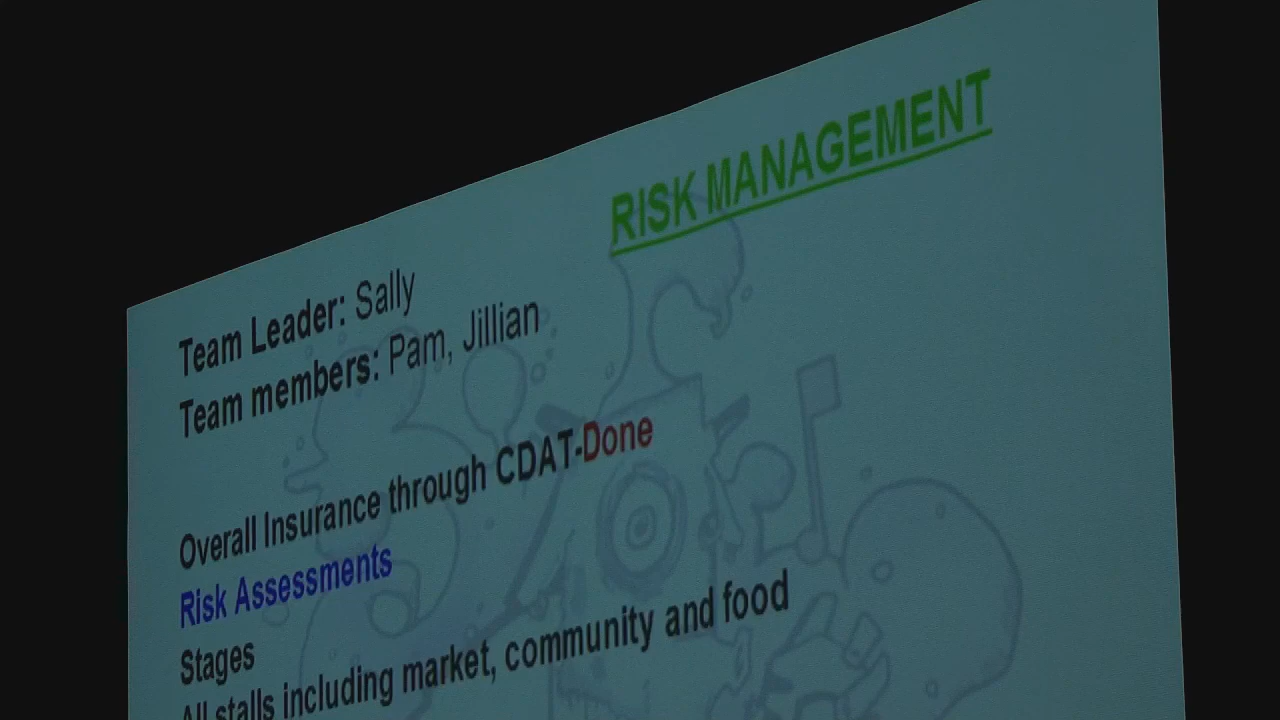 RISK MANAGEMENT
Team Leader: Sally
Team members: Pam, Jillian
Overall Insurance through CDAT-Done
Risk Assessments
Stages
All stalls including market, community and food